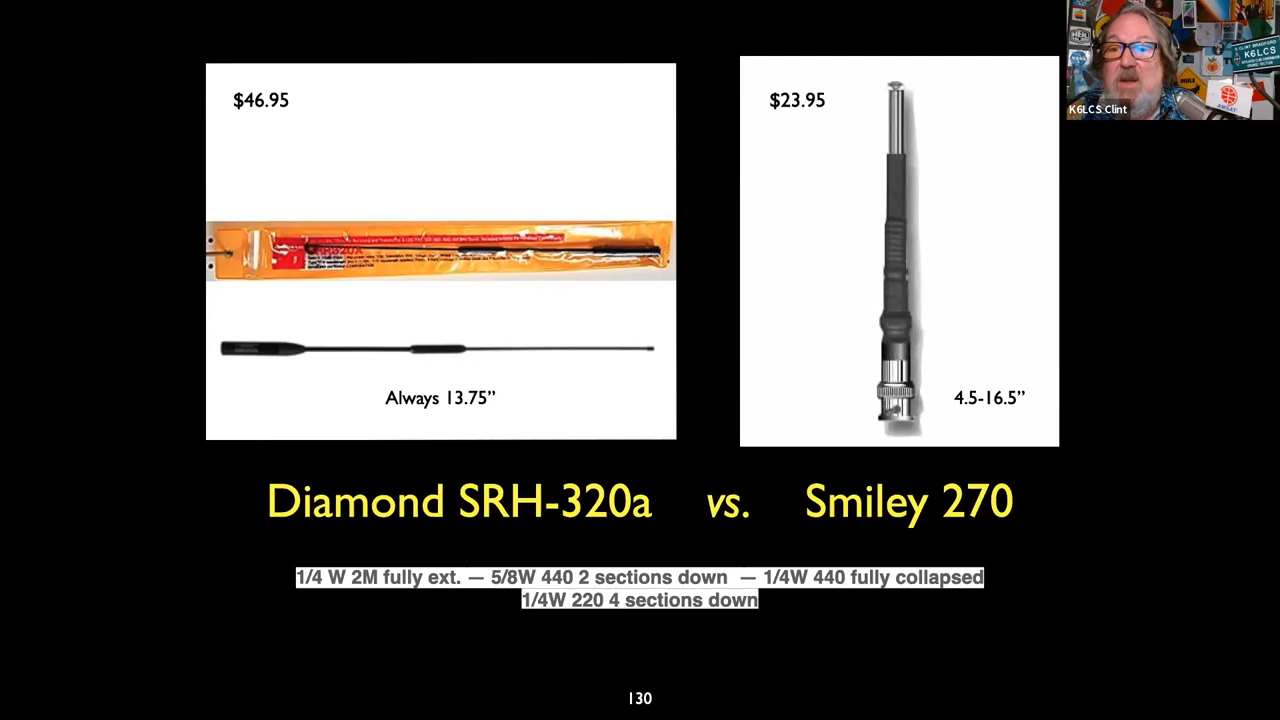 $46.95
$23.95
K6LCS
AMSAT
K6LCS Clint
Always 13.75”
4.5-16.5”
Diamond SRH-320a vs. Smiley 270
1/4 W 2M fully ext. — 5/8W 440 2 sections down — 1/4W 440 fully collapsed
1/4W 220 4 sections down
130